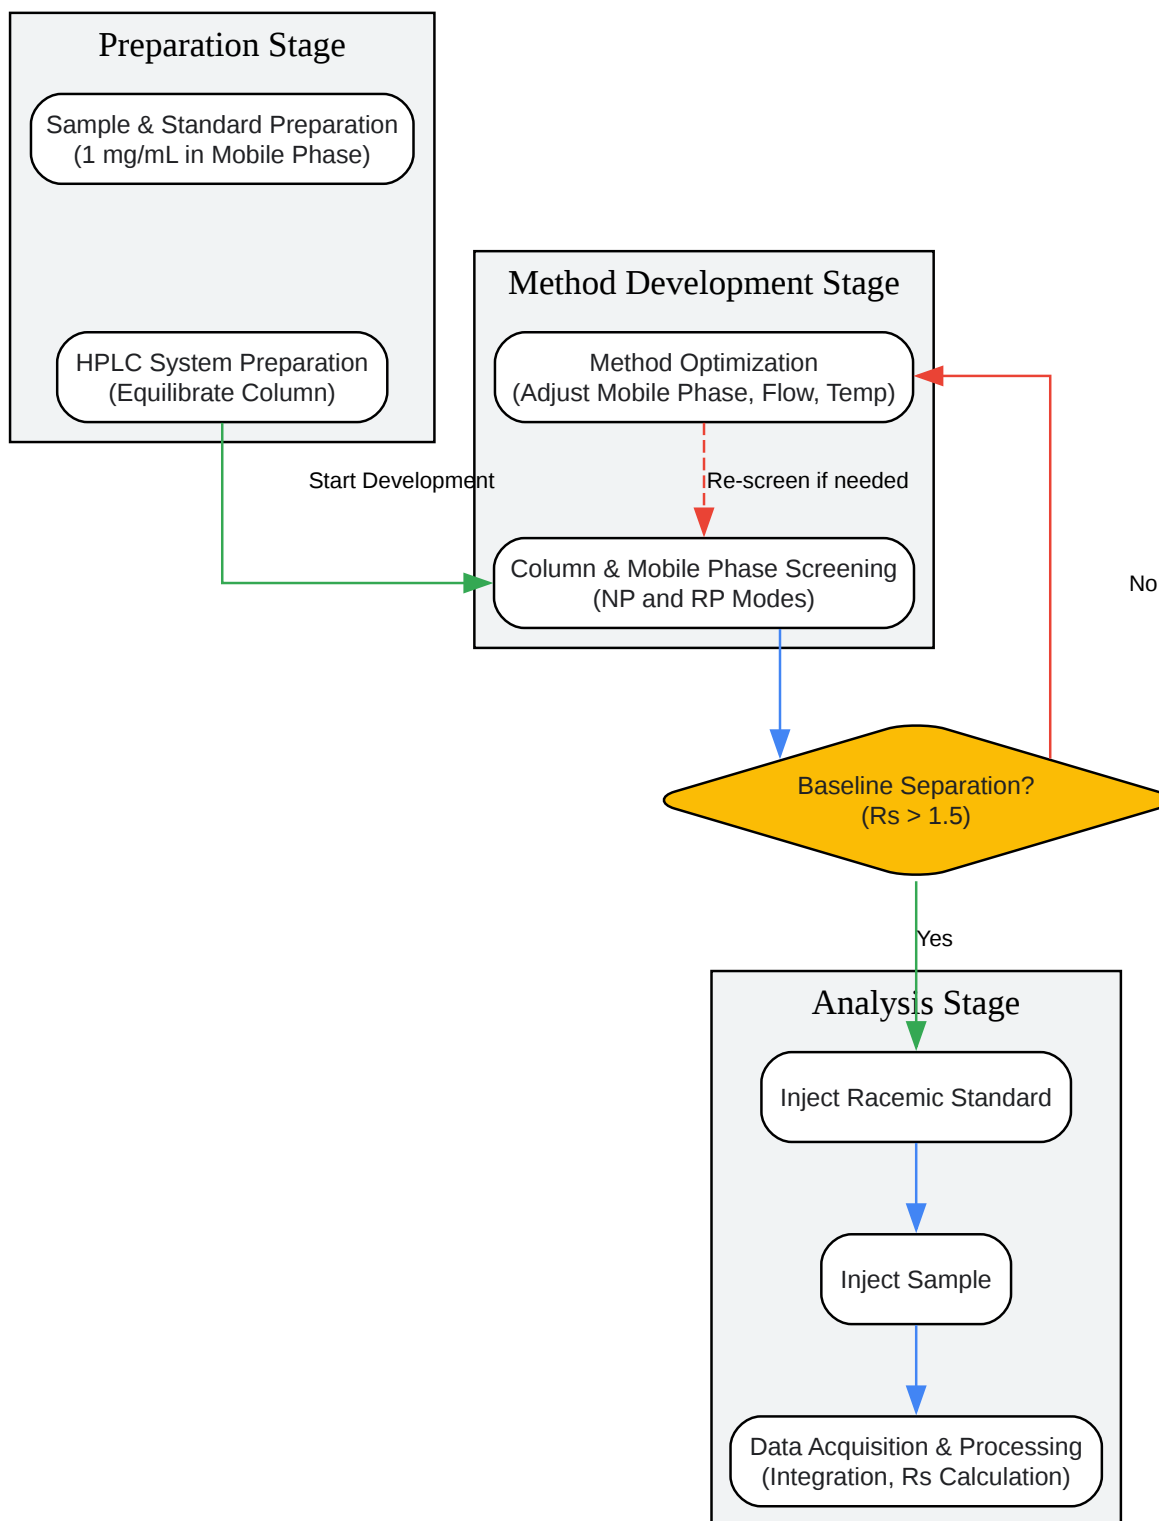 Preparation Stage
Sample & Standard Preparation
(1 mg/mL in Mobile Phase)
HPLC System Preparation
(Equilibrate Column)
Start Development
Method Development Stage
Method Optimization
(Adjust Mobile Phase, Flow, Temp)
Re-screen if needed
Column & Mobile Phase Screening
(NP and RP Modes)
No
Baseline Separation?
(Rs > 1.5)
Yes
Analysis Stage
Inject Racemic Standard
Inject Sample
Data Acquisition & Processing
(Integration, Rs Calculation)